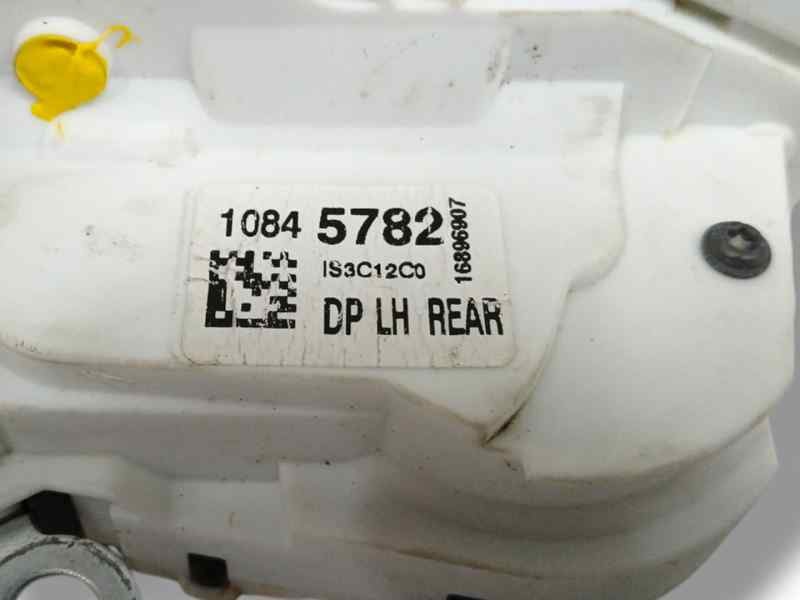 1084 5782
16896907
IS3C12C0
DP LH REAR